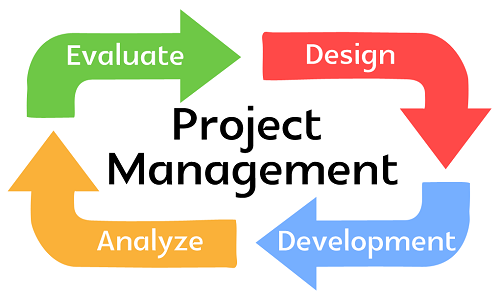 Evaluate
Design
Project
Management
Analyze
Development